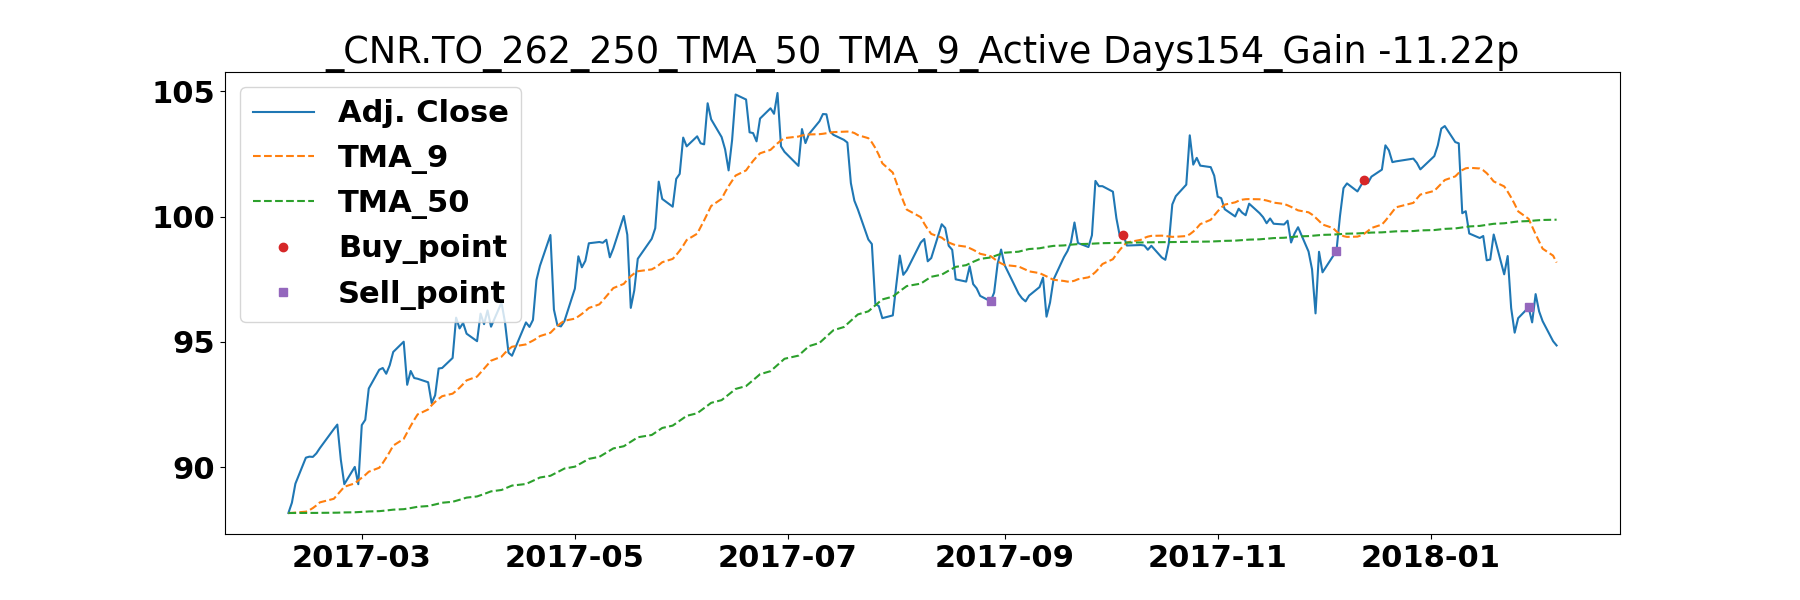 _CNR.TO_262_250_TMA_50_TMA_9_Active Days154_Gain -11.22p
105
100
95
90
Adj. Close
TMA_9
TMA_50
Buy_point
Sell_point
2017-03 2017-05 2017-07 2017-09 2017-11 2018-01